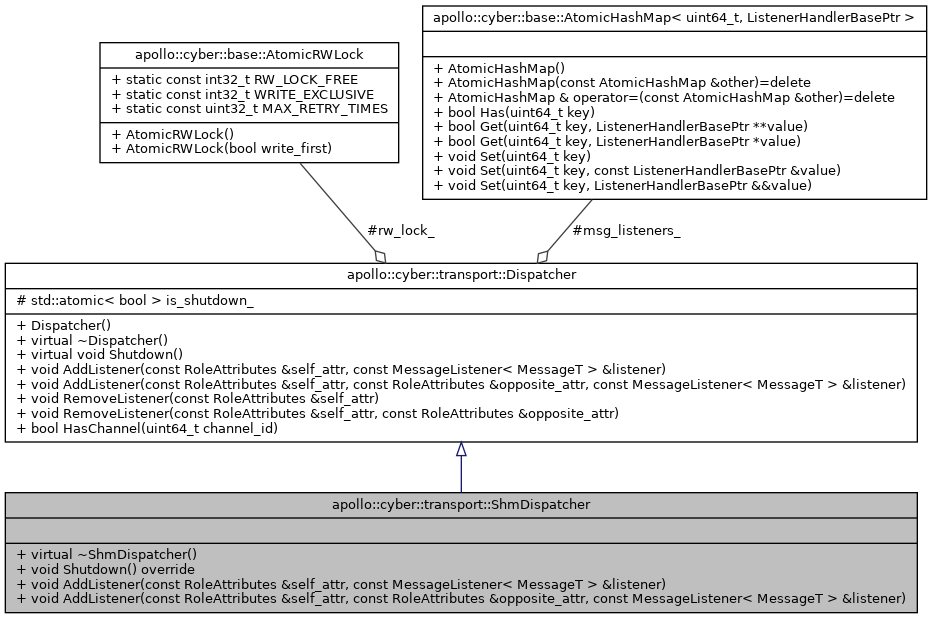 apollo::cyber::base::AtomicHashMap< uint64_t, ListenerHandlerBasePtr >
+ AtomicHashMap()
+ AtomicHashMap(const AtomicHashMap &other)=delete
+ AtomicHashMap & operator=(const AtomicHashMap &other)=delete
+ bool Has(uint64_t key)
+ bool Get(uint64_t key, ListenerHandlerBasePtr **value)
+ bool Get(uint64_t key, ListenerHandlerBasePtr *value)
+ void Set(uint64_t key)
+ void Set(uint64_t key, const ListenerHandlerBasePtr &value)
+ void Set(uint64_t key, ListenerHandlerBasePtr &&value)
apollo::cyber::base::AtomicRWLock
+ static const int32_t RW_LOCK_FREE
+ static const int32_t WRITE_EXCLUSIVE
+ static const uint32_t MAX_RETRY_TIMES
+ AtomicRWLock()
+ AtomicRWLock(bool write_first)
#rw_lock_
#msg_listeners_
apollo::cyber::transport::Dispatcher
# std::atomic< bool > is_shutdown_
+ Dispatcher()
+ virtual ~Dispatcher()
+ virtual void Shutdown()
+ void AddListener(const RoleAttributes &self_attr, const MessageListener< MessageT > &listener)
+ void AddListener(const RoleAttributes &self_attr, const RoleAttributes &opposite_attr, const MessageListener< MessageT > &listener)
+ void RemoveListener(const RoleAttributes &self_attr)
+ void RemoveListener(const RoleAttributes &self_attr, const RoleAttributes &opposite_attr)
+ bool HasChannel(uint64_t channel_id)
apollo::cyber::transport::ShmDispatcher
+ virtual ~ShmDispatcher()
+ void Shutdown() override
+ void AddListener(const RoleAttributes &self_attr, const MessageListener< MessageT > &listener)
+ void AddListener(const RoleAttributes &self_attr, const RoleAttributes &opposite_attr, const MessageListener< MessageT > &listener)